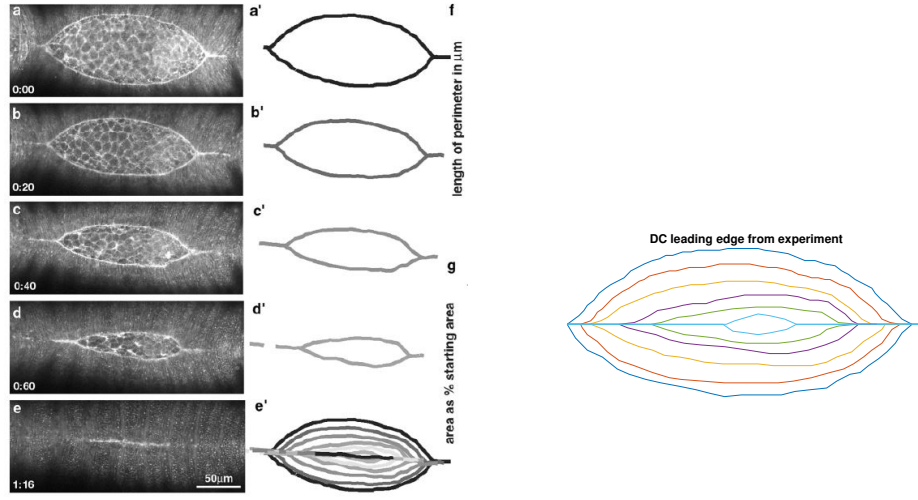 a
0:00
a'
f
length of perimeter in μm
b
0:20
b'
c
0:40
c'
g
d
0:60
d'
area as % starting area
e
1:16
50μm
e'
DC leading edge from experiment